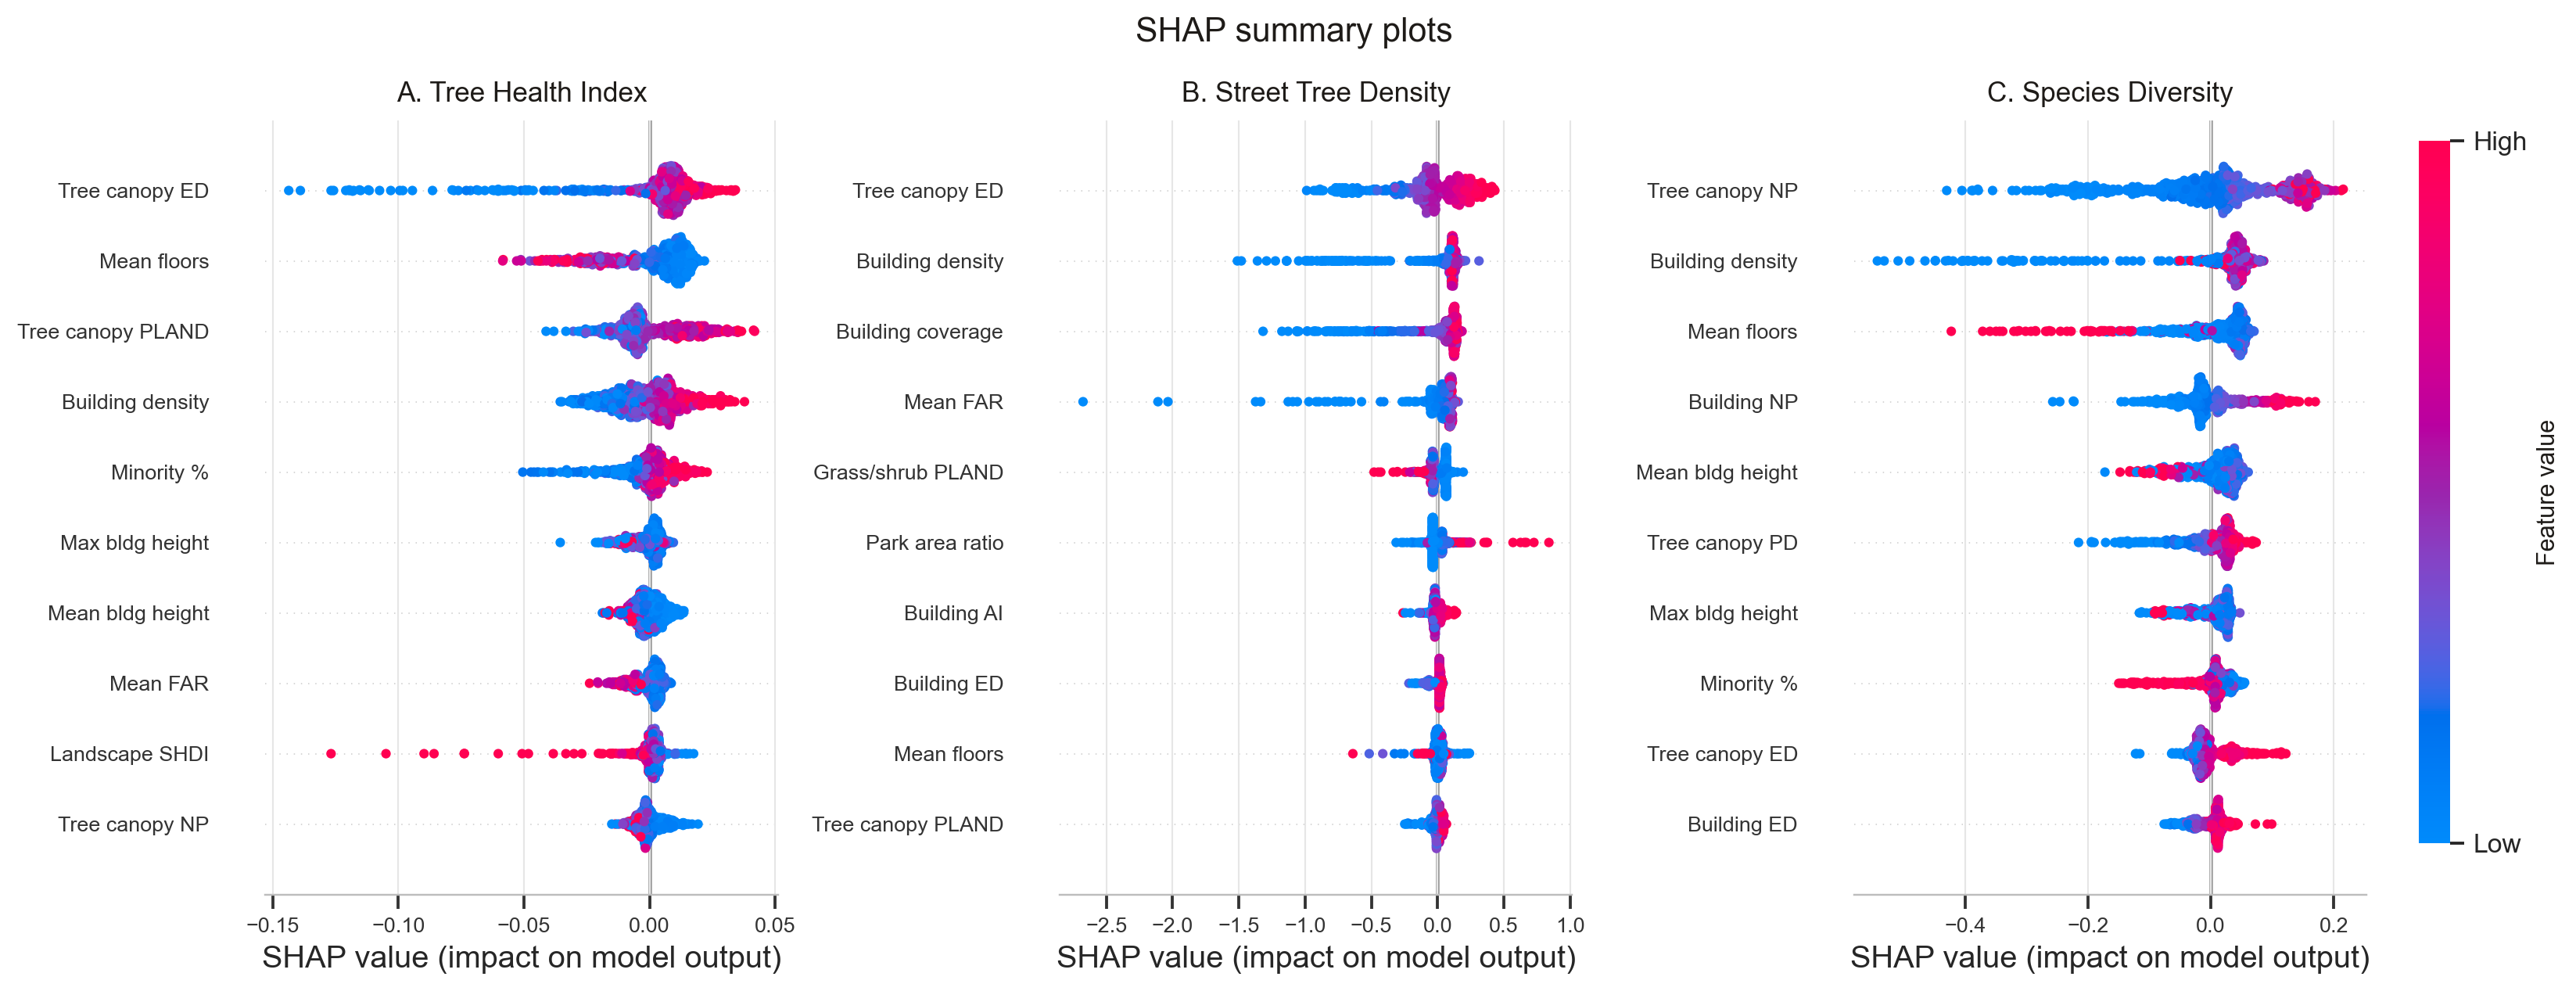 SHAP summary plots
A. Tree Health Index
Tree canopy ED
Mean floors
Tree canopy PLAND
Building density
Minority %
Max bldg height
Mean bldg height
Mean FAR
Landscape SHDI
Tree canopy NP
−0.15 −0.10 −0.05 0.00 0.05
SHAP value (impact on model output)
B. Street Tree Density
Tree canopy ED
Building density
Building coverage
Mean FAR
Grass/shrub PLAND
Park area ratio
Building AI
Building ED
Mean floors
Tree canopy PLAND
−2.5 −2.0 −1.5 −1.0 −0.5 0.0 0.5 1.0
SHAP value (impact on model output)
C. Species Diversity
Tree canopy NP
Building density
Mean floors
Building NP
Mean bldg height
Tree canopy PD
Max bldg height
Minority %
Tree canopy ED
Building ED
−0.4 −0.2 0.0 0.2
SHAP value (impact on model output)
High
Feature value
Low